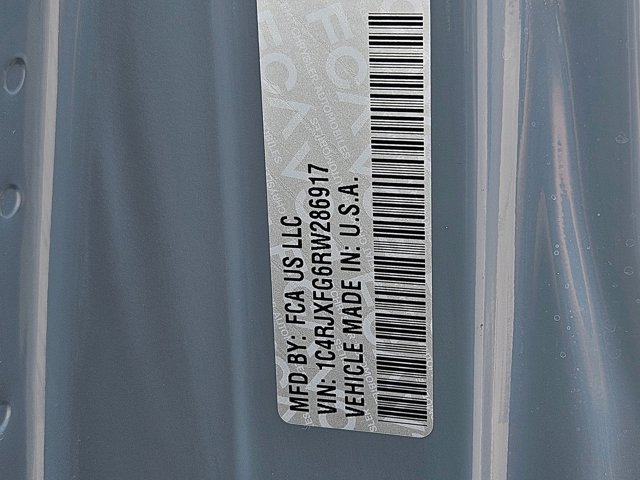 MFD BY: FCA US LLC
VIN: 1C4RJXFG6RW286917
VEHICLE MADE IN: U.S.A.